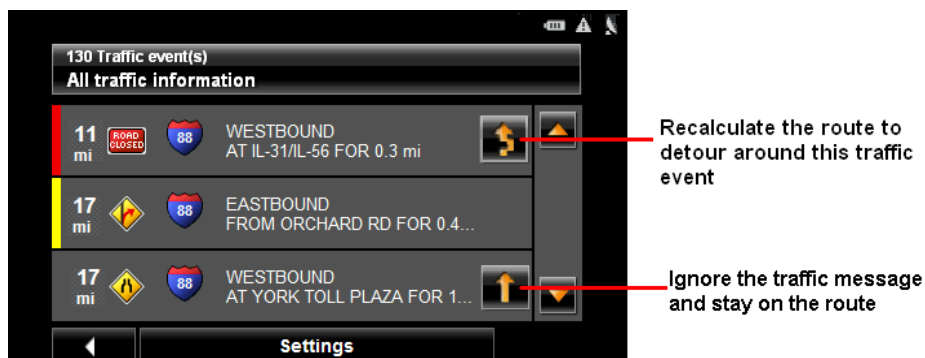 130 Traffic event(s)
All traffic information
11 mi ROAD CLOSED 88 WESTBOUND
AT IL-31/IL-56 FOR 0.3 mi
17 mi 88 EASTBOUND
FROM ORCHARD RD FOR 0.4...
17 mi 88 WESTBOUND
AT YORK TOLL PLAZA FOR 1...
Settings
Recalculate the route to
detour around this traffic
event
Ignore the traffic message
and stay on the route